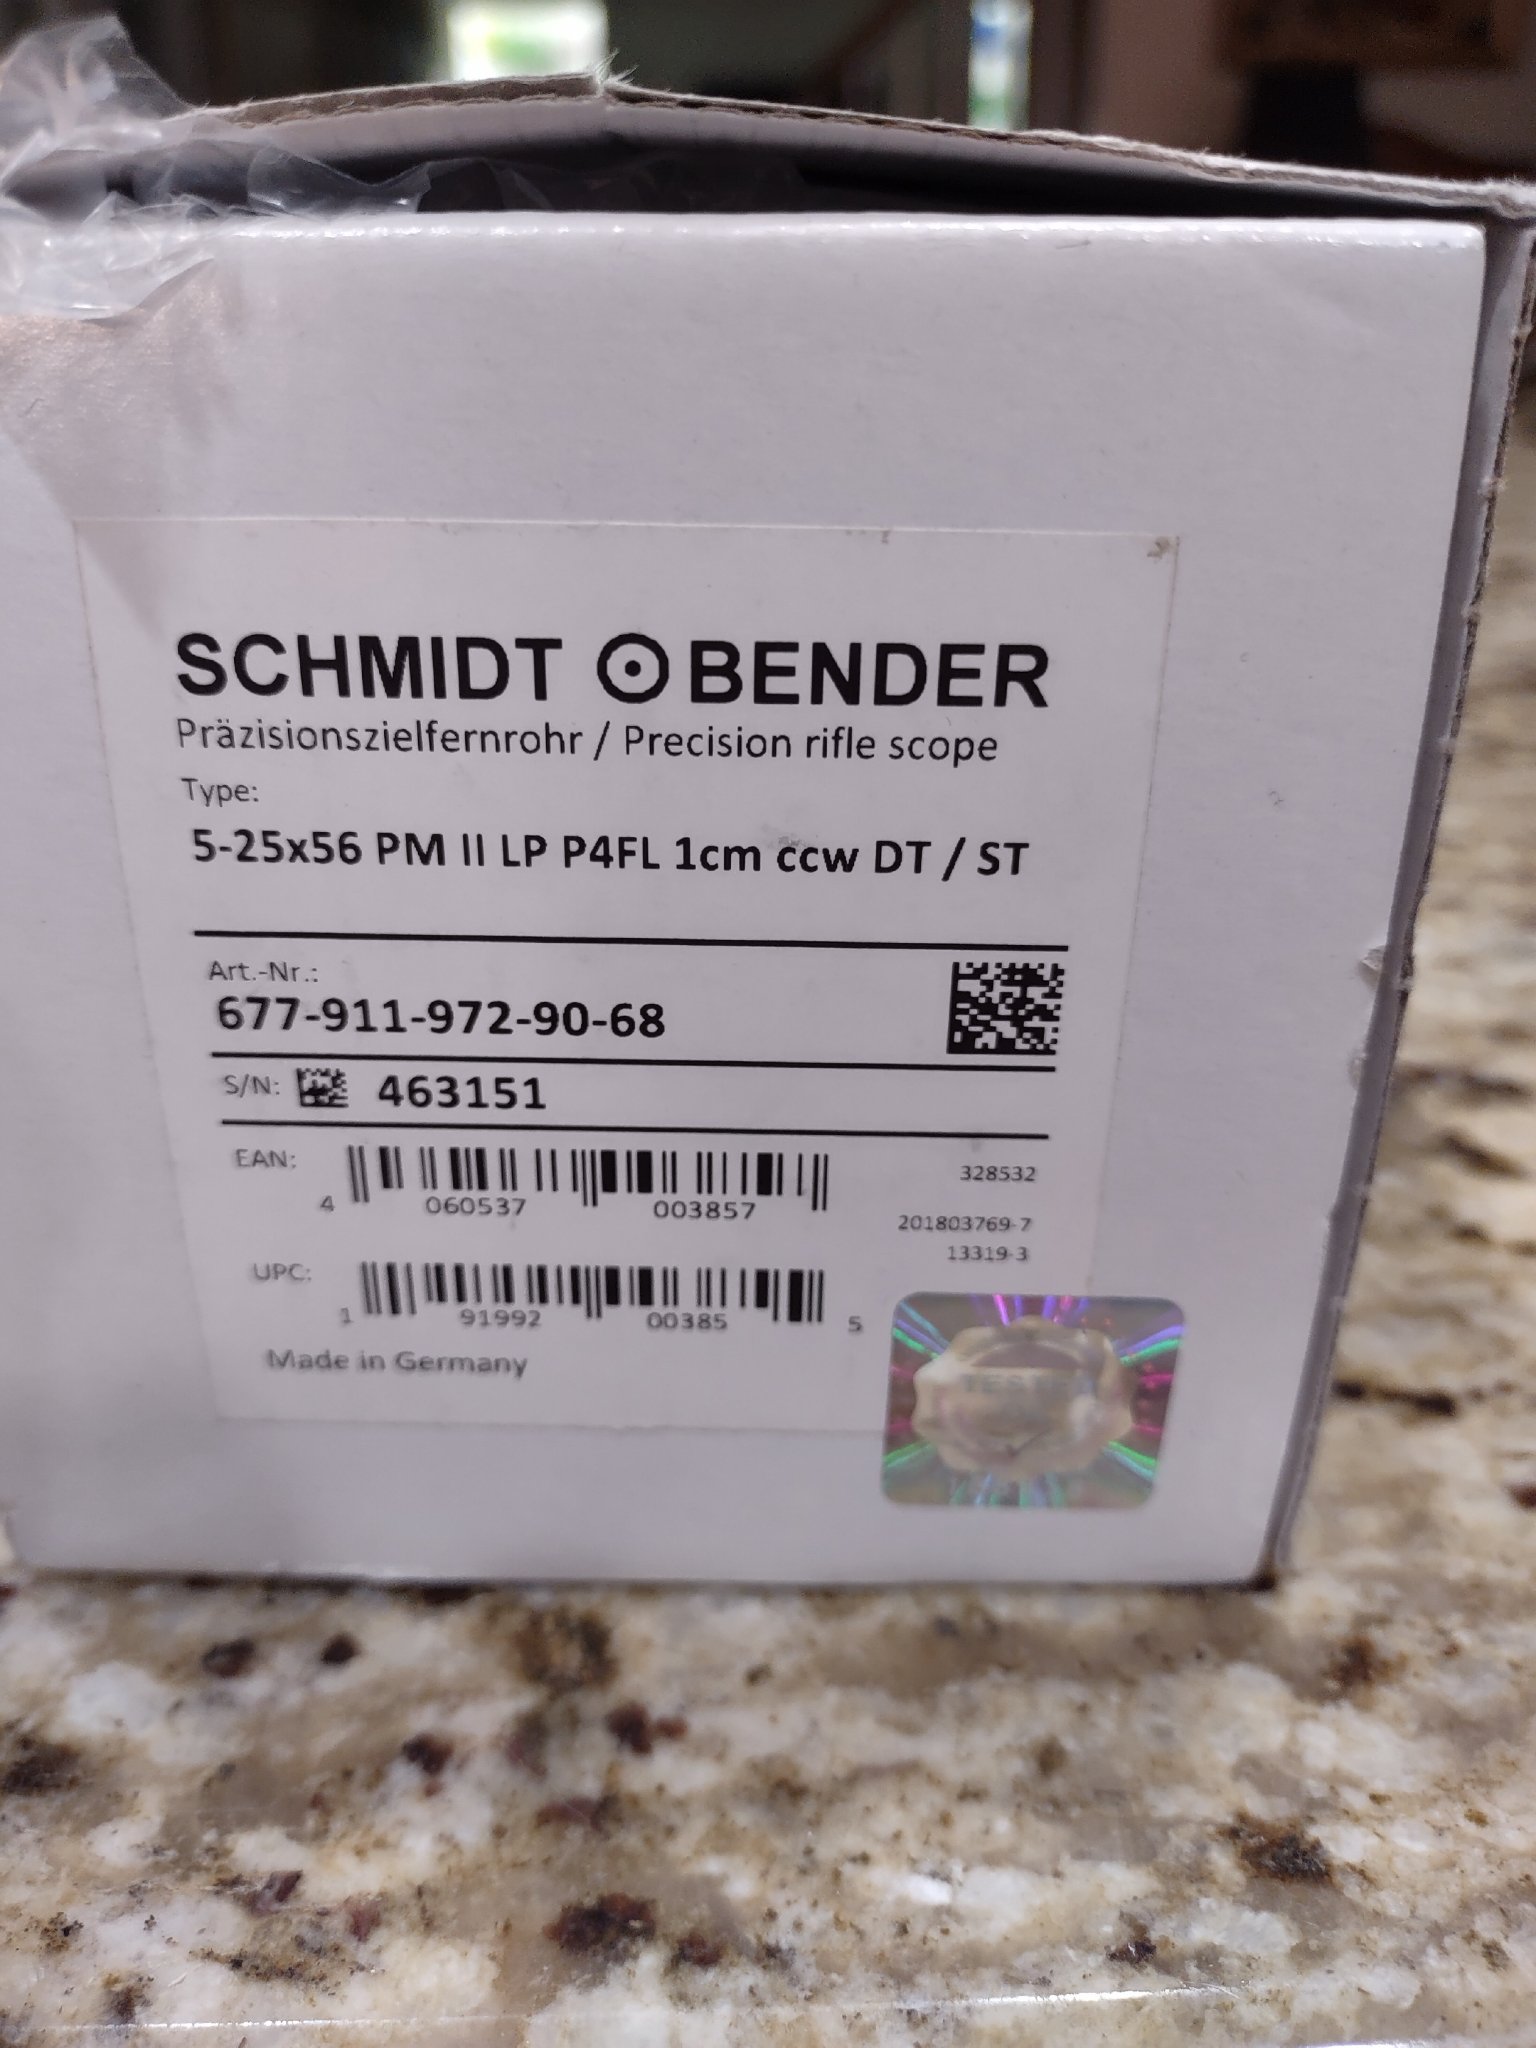 SCHMIDT BENDER
Präzisionszielfernrohr / Precision rifle scope
Type:
5-25x56 PM II LP P4FL 1cm ccw DT / ST
Art.-Nr.:
677-911-972-90-68
S/N: 463151
EAN:
4 060537 003857
328532
201803769-7
13319-3
UPC:
1 91992 00385 5
Made in Germany
TESTED